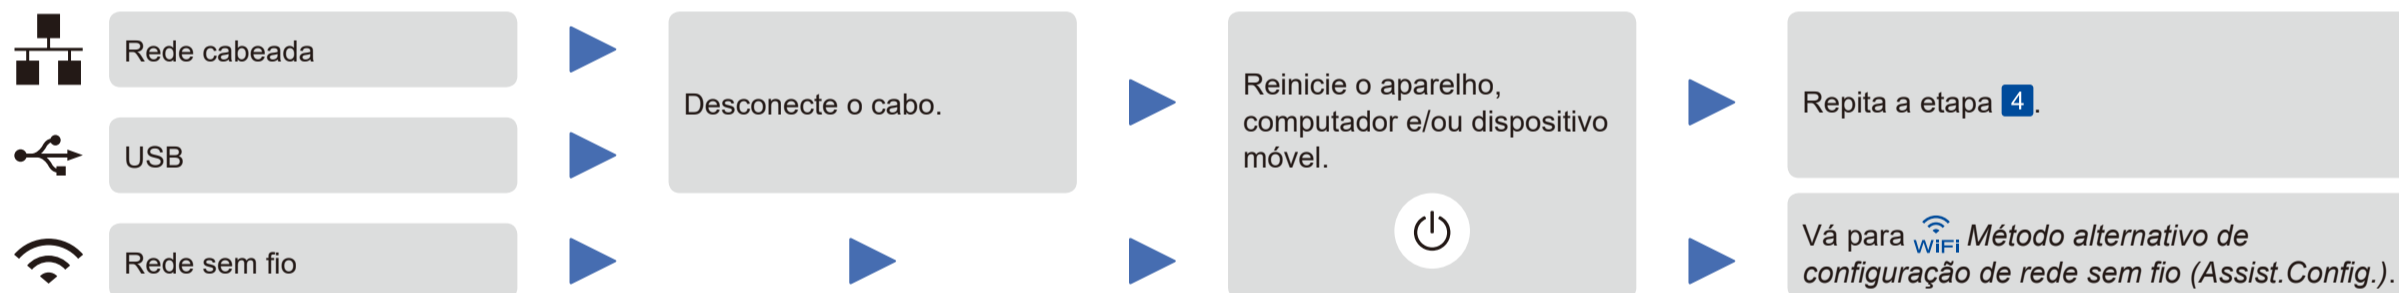 Rede cabeada
USB
Rede sem fio
Desconecte o cabo.
Reinicie o aparelho,
computador e/ou dispositivo
móvel.
Repita a etapa 4.
Vá para WiFi Método alternativo de
configuração de rede sem fio (Assist.Config.).